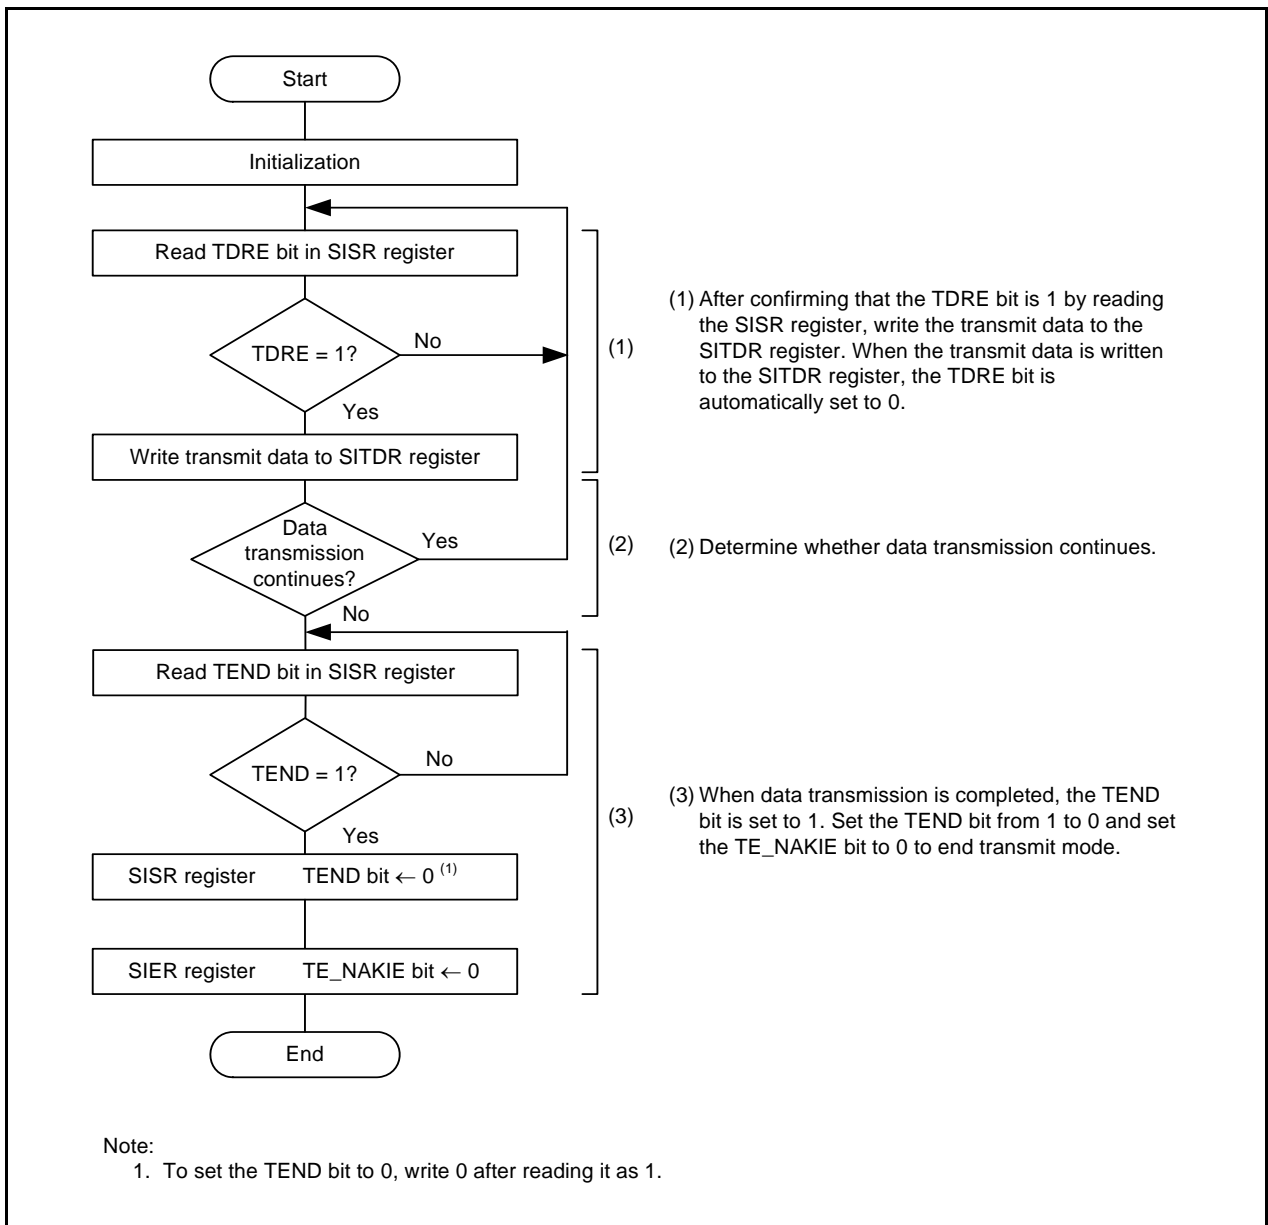 Start
Initialization
Read TDRE bit in SISR register
TDRE = 1?
No
Yes
Write transmit data to SITDR register
(1)
(1) After confirming that the TDRE bit is 1 by reading
the SISR register, write the transmit data to the
SITDR register. When the transmit data is written
to the SITDR register, the TDRE bit is
automatically set to 0.
Data
transmission
continues?
Yes
No
(2)
(2) Determine whether data transmission continues.
Read TEND bit in SISR register
TEND = 1?
No
Yes
SISR register TEND bit ← 0 (1)
SIER register TE_NAKIE bit ← 0
(3)
(3) When data transmission is completed, the TEND
bit is set to 1. Set the TEND bit from 1 to 0 and set
the TE_NAKIE bit to 0 to end transmit mode.
End
Note:
1. To set the TEND bit to 0, write 0 after reading it as 1.